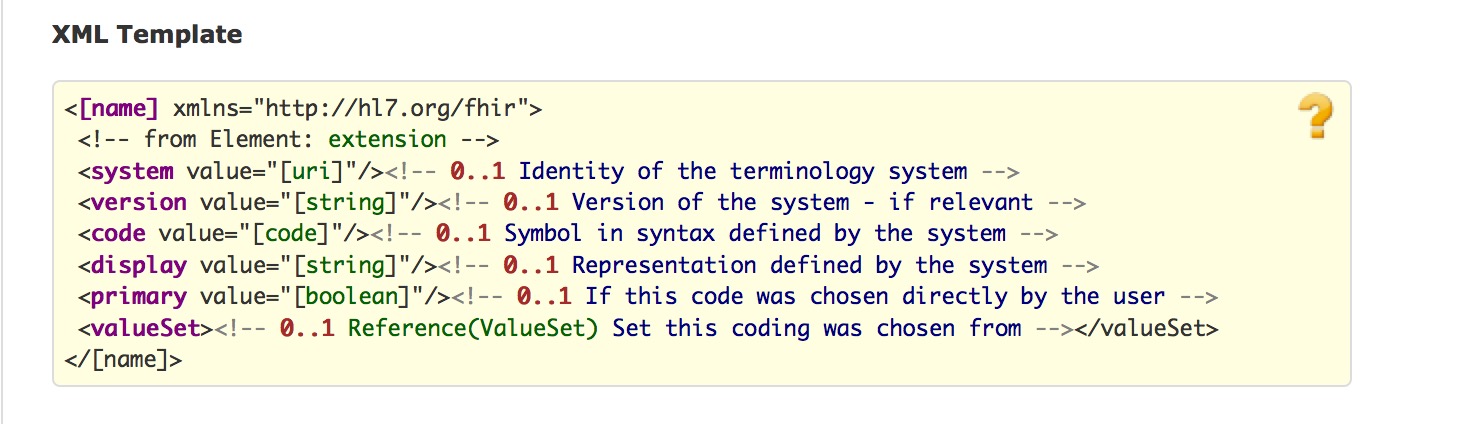 XML Template
<[name] xmlns="http://hl7.org/fhir">
<!-- from Element: extension -->
<system value="[uri]"/><!-- 0..1 Identity of the terminology system -->
<version value="[string]"/><!-- 0..1 Version of the system - if relevant -->
<code value="[code]"/><!-- 0..1 Symbol in syntax defined by the system -->
<display value="[string]"/><!-- 0..1 Representation defined by the system -->
<primary value="[boolean]"/><!-- 0..1 If this code was chosen directly by the user -->
<valueSet><!-- 0..1 Reference(ValueSet) Set this coding was chosen from --></valueSet>
</[name]>
?